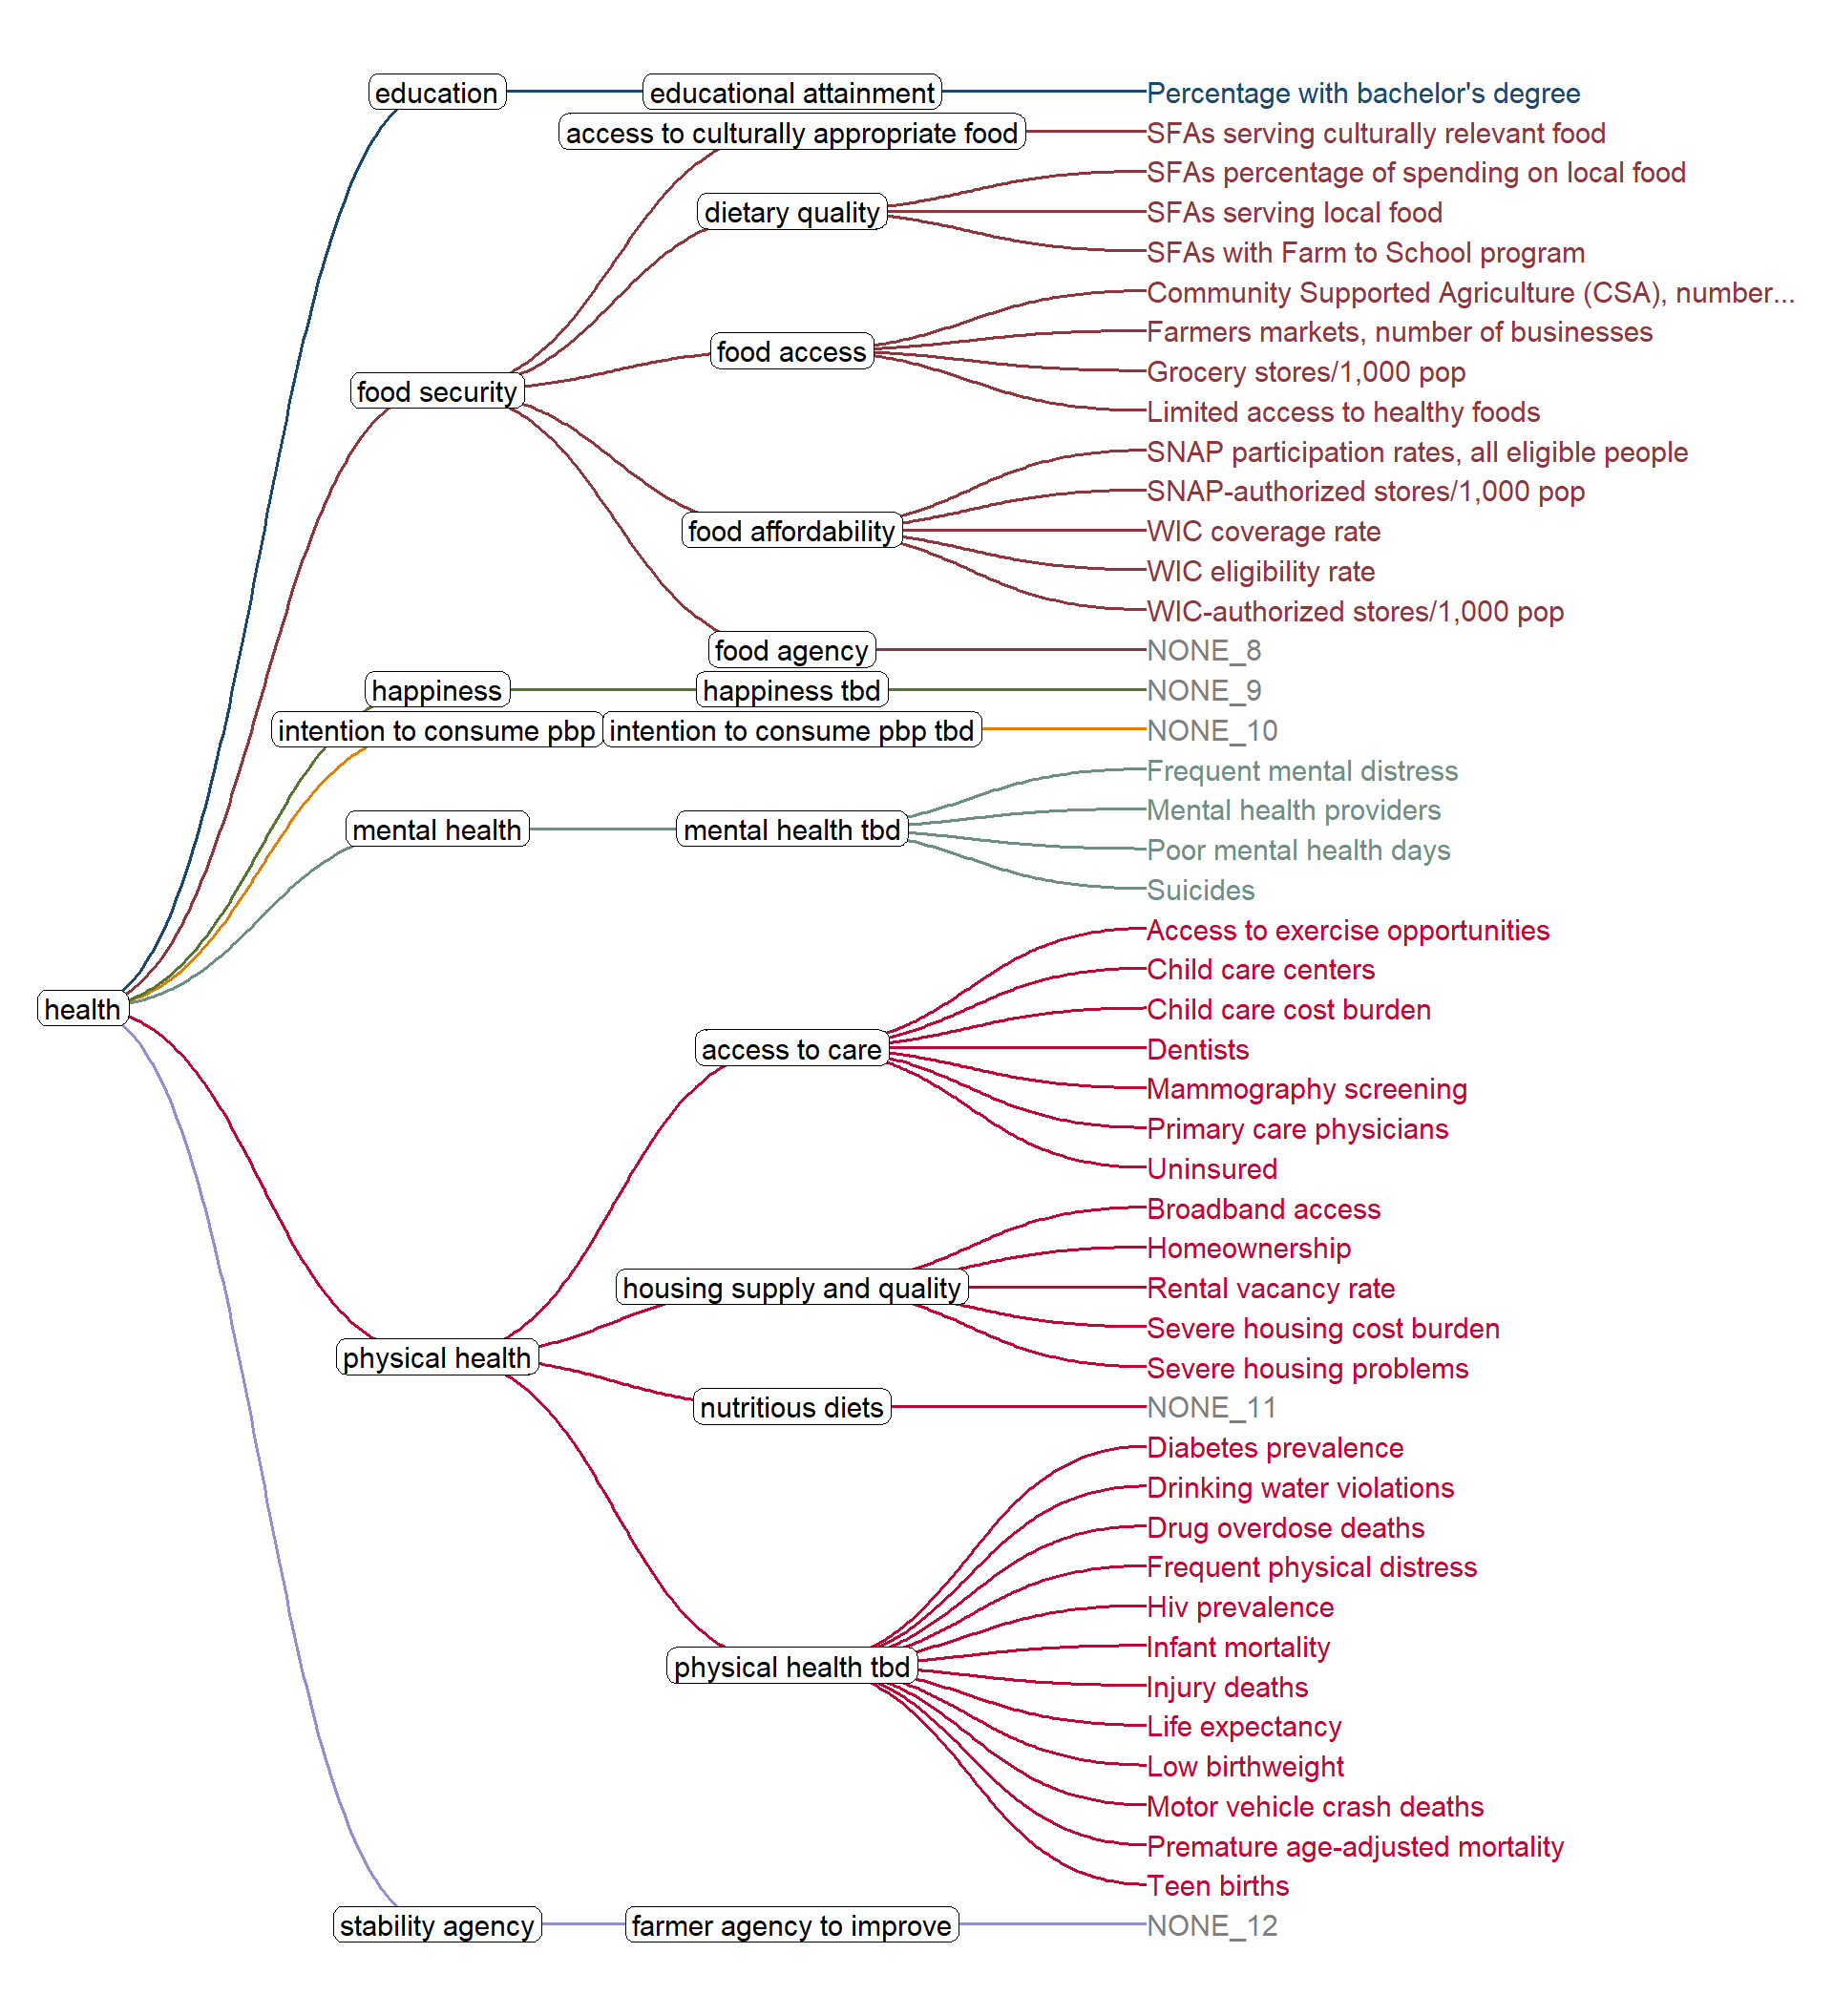 education
educational attainment
Percentage with bachelor's degree
access to culturally appropriate food
SFAs serving culturally relevant food
SFAs percentage of spending on local food
dietary quality
SFAs serving local food
SFAs with Farm to School program
Community Supported Agriculture (CSA), number...
Farmers markets, number of businesses
food access
Grocery stores/1,000 pop
food security
Limited access to healthy foods
SNAP participation rates, all eligible people
SNAP-authorized stores/1,000 pop
food affordability
WIC coverage rate
WIC eligibility rate
WIC-authorized stores/1,000 pop
food agency
NONE_8
happiness
happiness tbd
NONE_9
intention to consume pbp
intention to consume pbp tbd
NONE_10
Frequent mental distress
Mental health providers
mental health
mental health tbd
Poor mental health days
Suicides
Access to exercise opportunities
Child care centers
health
Child care cost burden
access to care
Dentists
Mammography screening
Primary care physicians
Uninsured
Broadband access
Homeownership
housing supply and quality
Rental vacancy rate
Severe housing cost burden
physical health
Severe housing problems
nutritious diets
NONE_11
Diabetes prevalence
Drinking water violations
Drug overdose deaths
Frequent physical distress
Hiv prevalence
Infant mortality
physical health tbd
Injury deaths
Life expectancy
Low birthweight
Motor vehicle crash deaths
Premature age-adjusted mortality
Teen births
stability agency
farmer agency to improve
NONE_12